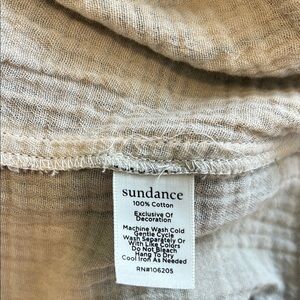 sundance
100% Cotton
Exclusive Of
Decoration
Machine Wash Cold
Gentle Cycle
Wash Separately Or
With Like Colors
Do Not Bleach
Hang To Dry
Cool Iron As Needed
RN#106205